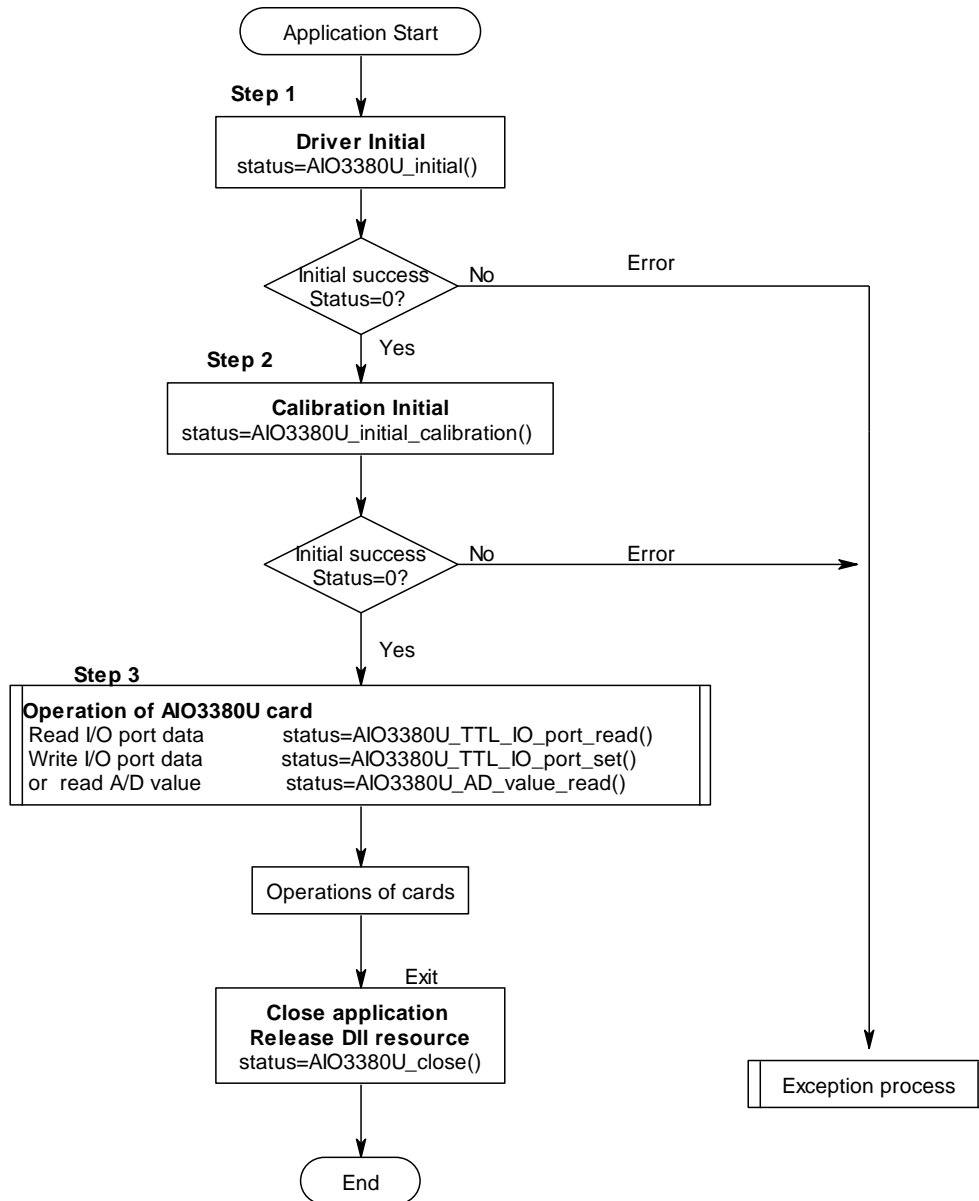 Application Start
Step 1
Driver Initial
status=AIO3380U_initial()
Initial success
Status=0?
No
Error
Yes
Step 2
Calibration Initial
status=AIO3380U_initial_calibration()
Initial success
Status=0?
No
Error
Yes
Step 3
Operation of AIO3380U card
Read I/O port data status=AIO3380U_TTL_IO_port_read()
Write I/O port data status=AIO3380U_TTL_IO_port_set()
or read A/D value status=AIO3380U_AD_value_read()
Operations of cards
Exit
Close application
Release Dll resource
status=AIO3380U_close()
Exception process
End